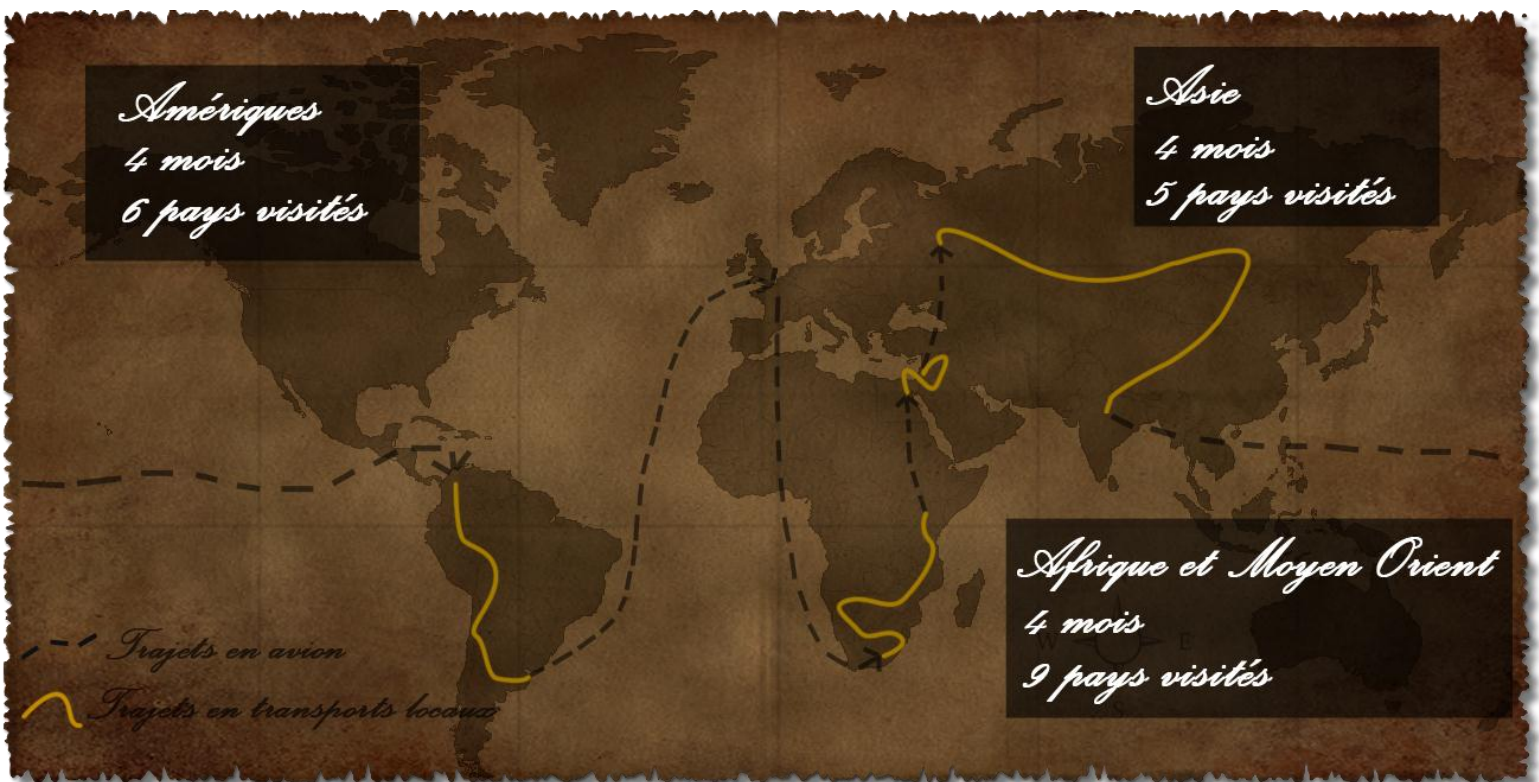 Amériques
4 mois
6 pays visités
Asie
4 mois
5 pays visités
Afrique et Moyen Orient
4 mois
9 pays visités
W E
S
Trajets en avion
Trajets en transports locaux